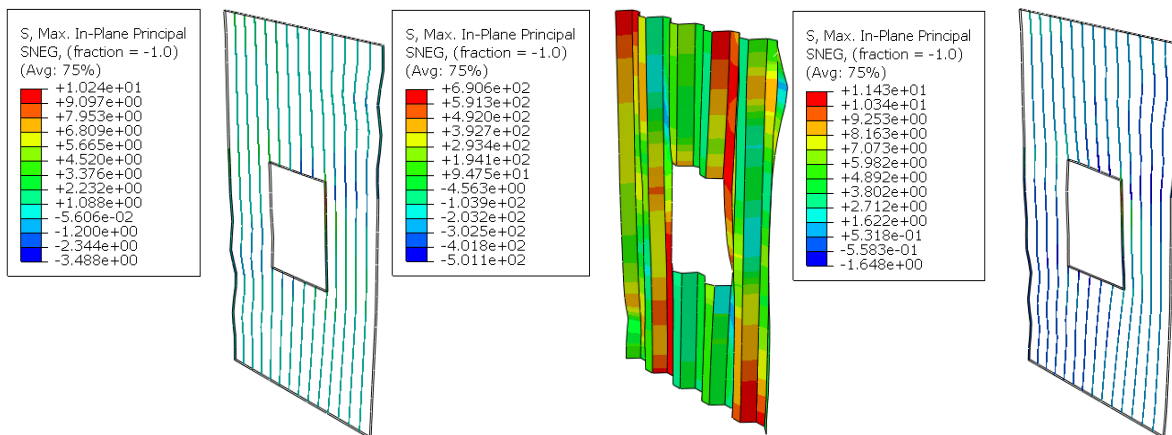 S, Max. In-Plane Principal
SNEG, (fraction = -1.0)
(Avg: 75%)
+1.024e+01
+9.097e+00
+7.953e+00
+6.809e+00
+5.665e+00
+4.520e+00
+3.376e+00
+2.232e+00
+1.088e+00
-5.606e-02
-1.200e+00
-2.344e+00
-3.488e+00
S, Max. In-Plane Principal
SNEG, (fraction = -1.0)
(Avg: 75%)
+6.906e+02
+5.913e+02
+4.920e+02
+3.927e+02
+2.934e+02
+1.941e+02
+9.475e+01
-4.563e+00
-1.039e+02
-2.032e+02
-3.025e+02
-4.018e+02
-5.011e+02
S, Max. In-Plane Principal
SNEG, (fraction = -1.0)
(Avg: 75%)
+1.143e+01
+1.034e+01
+9.253e+00
+8.163e+00
+7.073e+00
+5.982e+00
+4.892e+00
+3.802e+00
+2.712e+00
+1.622e+00
+5.318e-01
-5.583e-01
-1.648e+00